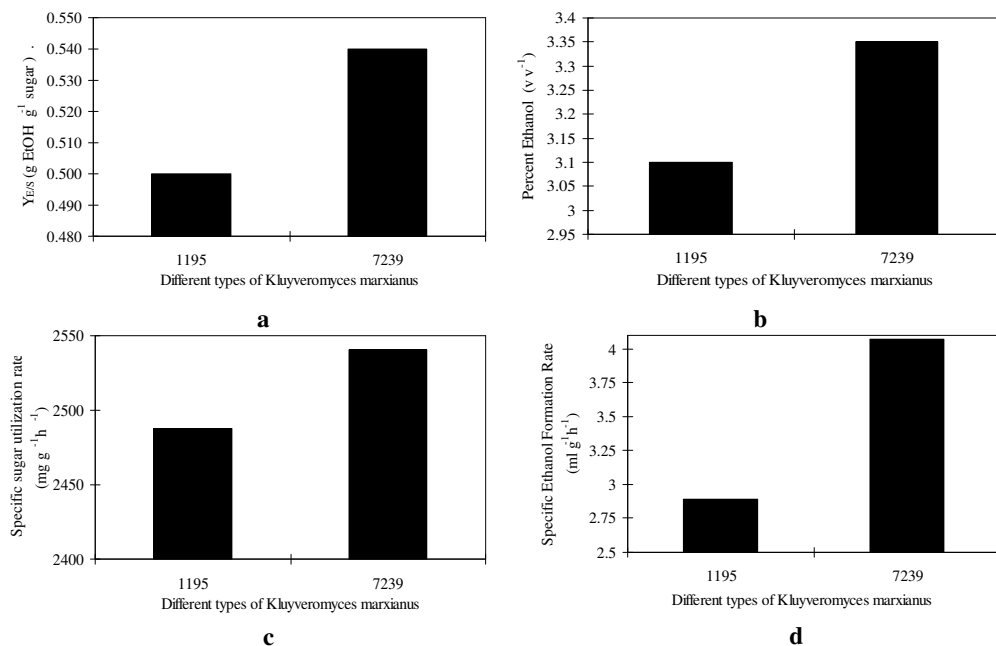 Y_E/S (g EtOH g-1 sugar ) .
0.550
0.540
0.530
0.520
0.510
0.500
0.490
0.480
1195 7239
Different types of Kluyveromyces marxianus
a
Percent Ethanol (v v-1)
3.4
3.35
3.3
3.25
3.2
3.15
3.1
3.05
3
2.95
1195 7239
Different types of Kluyveromyces marxianus
b
Specific sugar utilization rate
(mg g -1h -1)
2550
2500
2450
2400
1195 7239
Different types of Kluyveromyces marxianus
c
Specific Ethanol Formation Rate
(ml g-1h-1)
4
3.75
3.5
3.25
3
2.75
2.5
1195 7239
Different types of Kluyveromyces marxianus
d